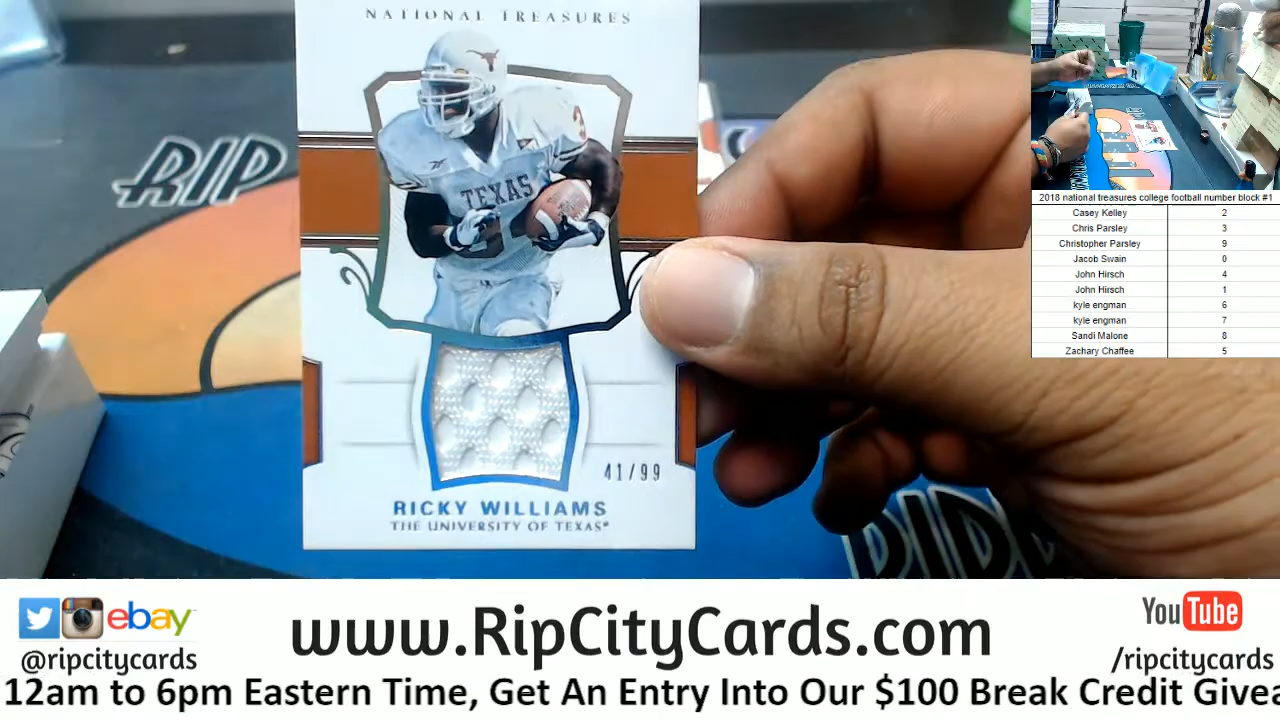 NATIONAL TREASURES
TEXAS
RIP
41/99
RICKY WILLIAMS
THE UNIVERSITY OF TEXAS®
2018 national treasures college football number block #1
Casey Kelley 2
Chris Parsley 3
Christopher Parsley 9
Jacob Swain 0
John Hirsch 4
John Hirsch 1
kyle engman 6
kyle engman 7
Sandi Malone 8
Zachary Chaffee 5
ebay
@ripcitycards
www.RipCityCards.com
YouTube
/ripcitycards
12am to 6pm Eastern Time, Get An Entry Into Our $100 Break Credit Givea